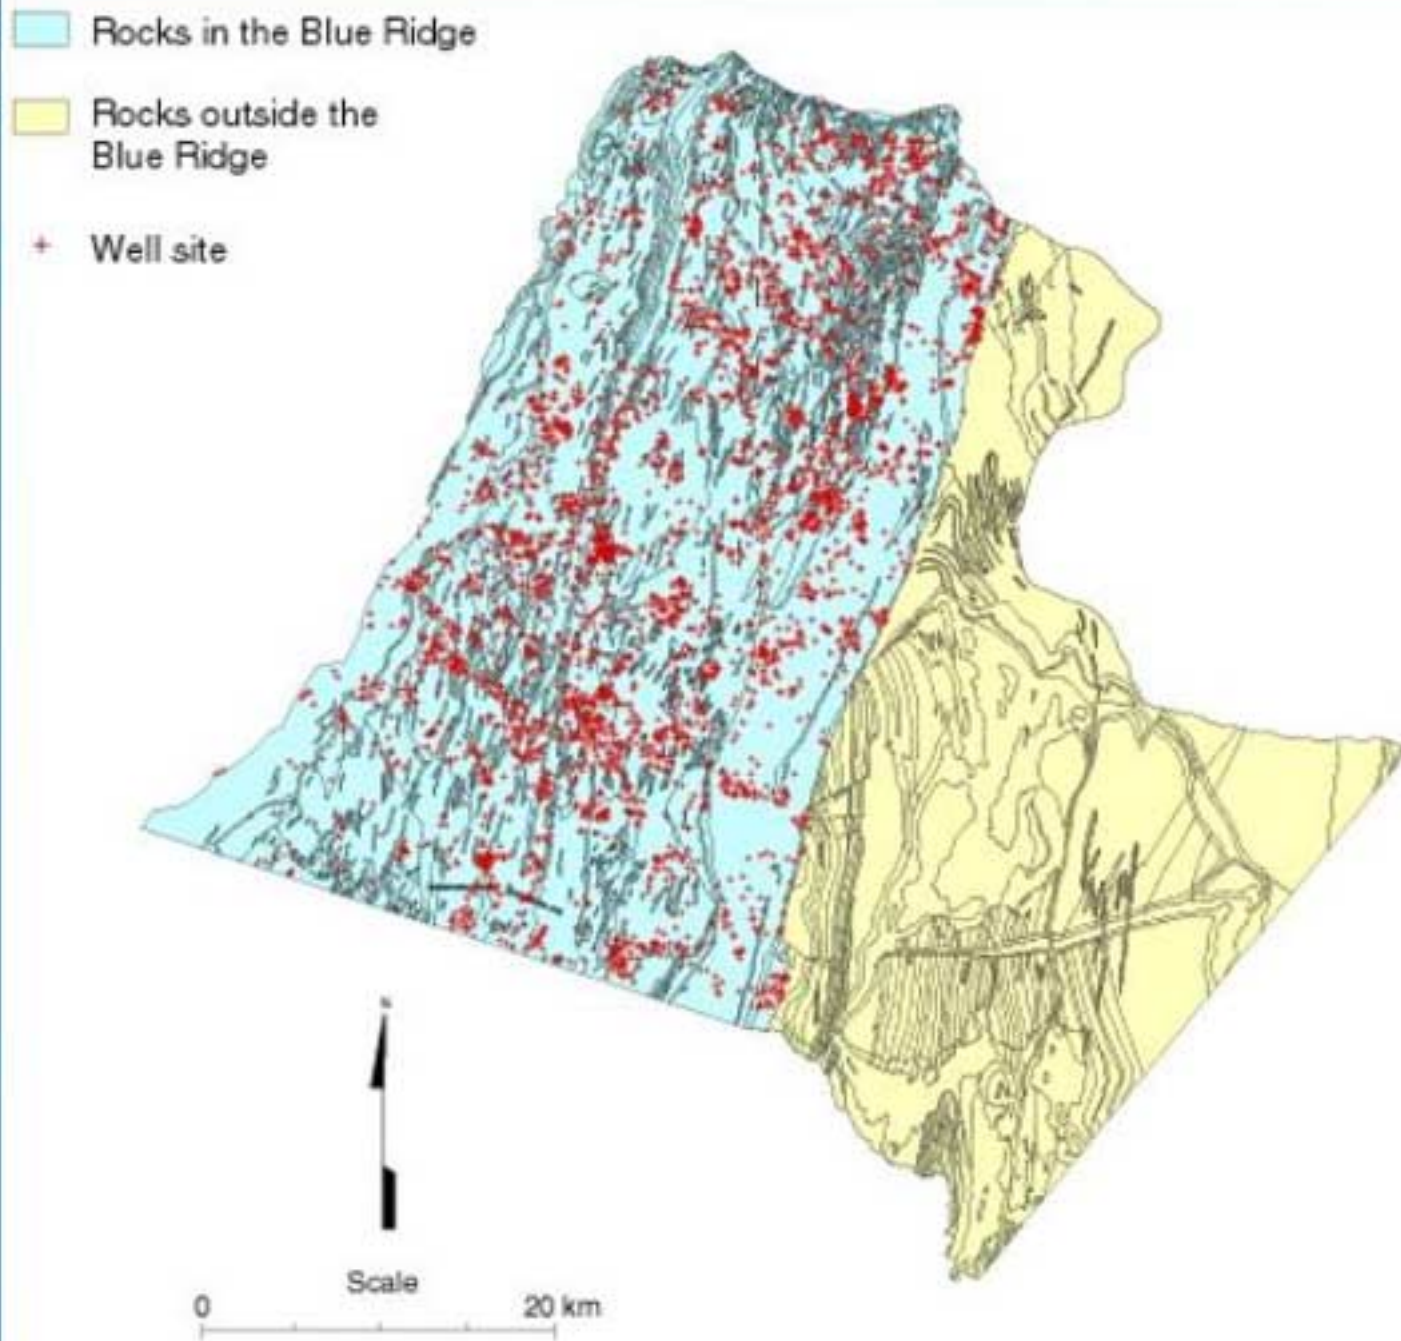 Rocks in the Blue Ridge
Rocks outside the
Blue Ridge
Well site
N
Scale
0 20 km